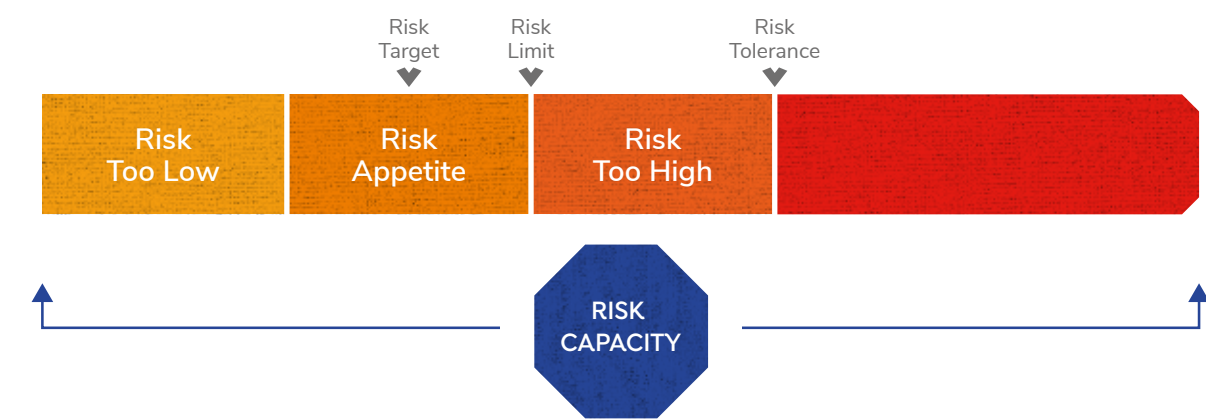 Risk
Target
Risk
Limit
Risk
Tolerance
Risk
Too Low
Risk
Appetite
Risk
Too High
RISK
CAPACITY